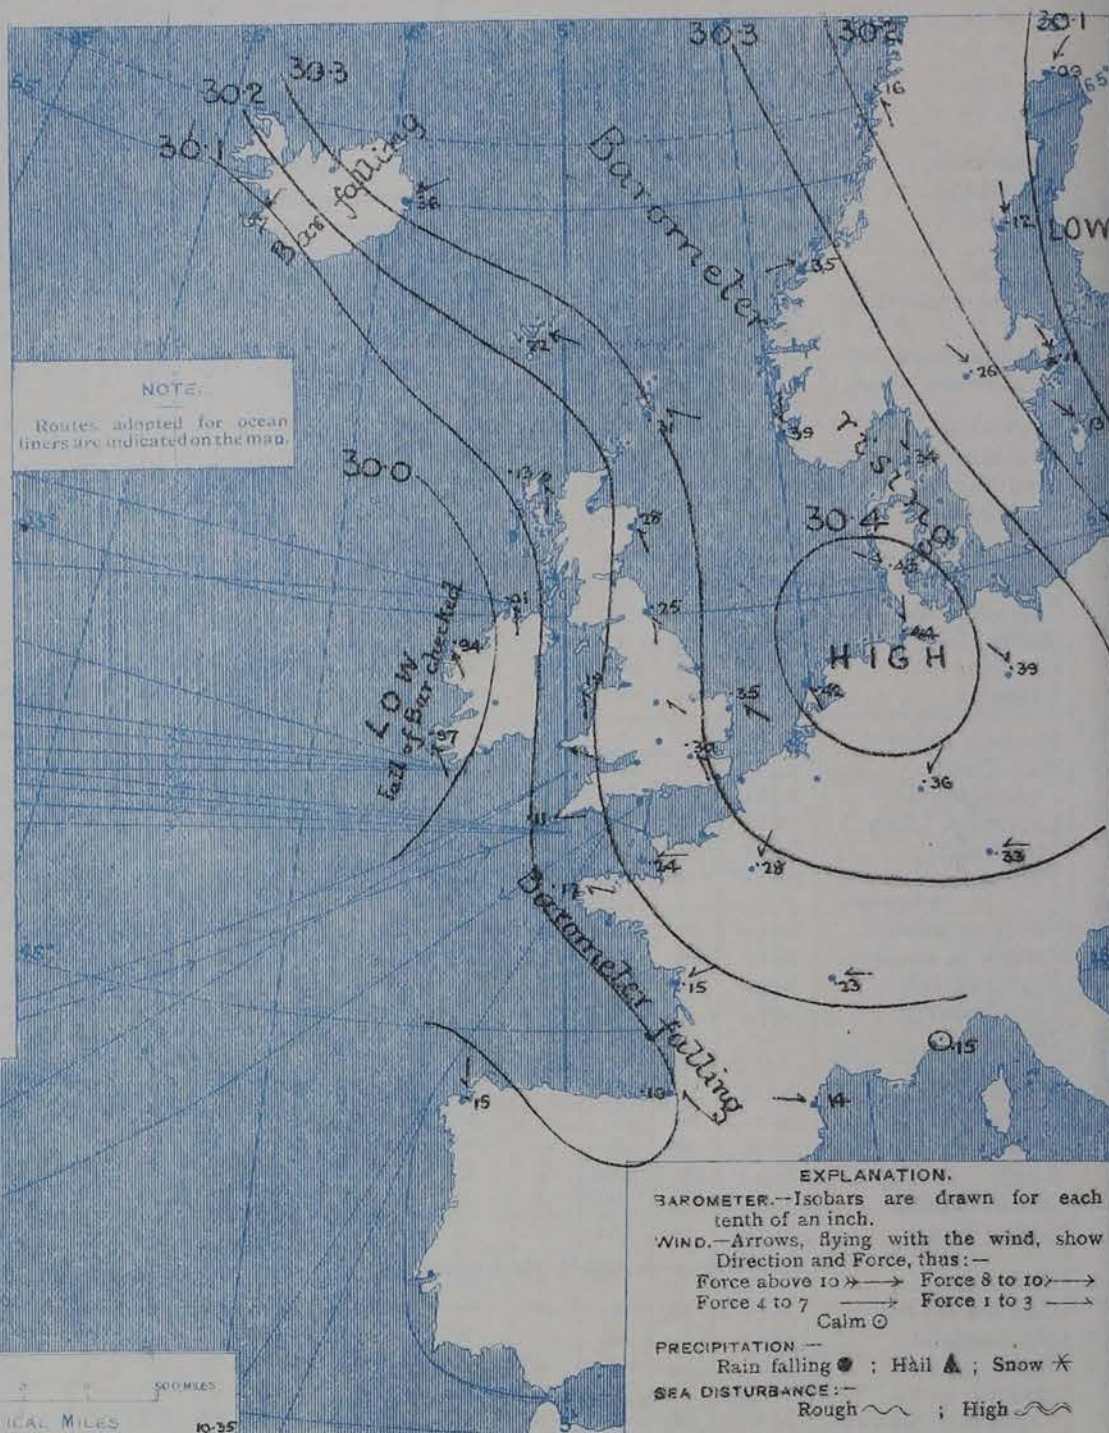 30.3
30.2
30.1
30.3
30.2
30.1
.09
65°
.16
Barometer
Bar falling
.36
.12
LOW
.35
.22
.26
NOTE.
Routes adopted for ocean
liners are indicated on the map.
.39
.34
rising
30.0
.13
30.4
.28
.25
HIGH
.44
.39
.94
LOW
Fall of Bar checked
.97
.42
.35
.30
.36
.11
.24
.28
.33
.12
Barometer falling
45°
.15
.23
.15
.15
.14
EXPLANATION.
BAROMETER.--Isobars are drawn for each
tenth of an inch.
WIND.--Arrows, flying with the wind, show
Direction and Force, thus:--
Force above 10 Force 8 to 10
Force 4 to 7 Force 1 to 3
Calm
PRECIPITATION:--
Rain falling ; Hail ; Snow
SEA DISTURBANCE:--
Rough ; High
500 MILES
ICAL MILES
10.35